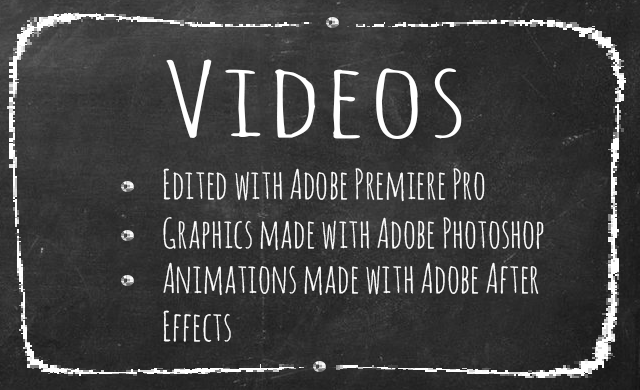 Videos
Edited with Adobe Premiere Pro
Graphics made with Adobe Photoshop
Animations made with Adobe After
Effects